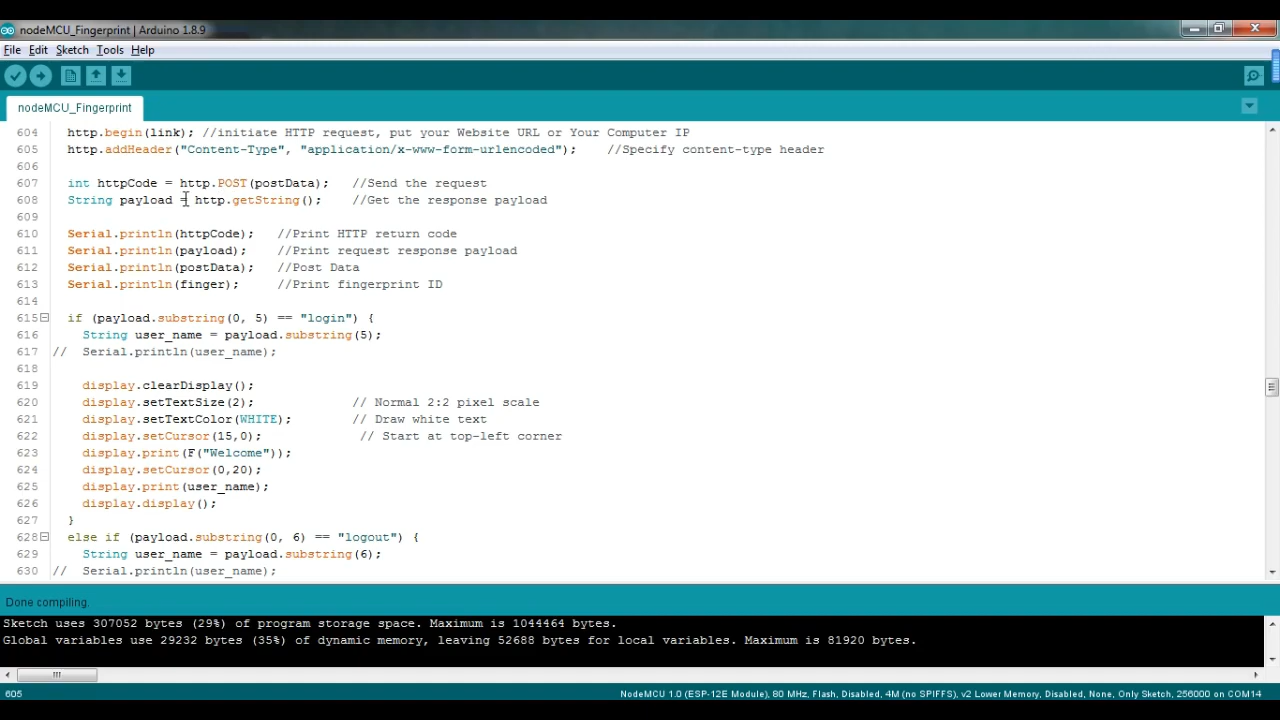 nodeMCU_Fingerprint | Arduino 1.8.9
File Edit Sketch Tools Help
nodeMCU_Fingerprint
604 http.begin(link); //initiate HTTP request, put your Website URL or Your Computer IP
605 http.addHeader("Content-Type", "application/x-www-form-urlencoded"); //Specify content-type header
606
607 int httpCode = http.POST(postData); //Send the request
608 String payload = http.getString(); //Get the response payload
609
610 Serial.println(httpCode); //Print HTTP return code
611 Serial.println(payload); //Print request response payload
612 Serial.println(postData); //Post Data
613 Serial.println(finger); //Print fingerprint ID
614
615 if (payload.substring(0, 5) == "login") {
616 String user_name = payload.substring(5);
617 // Serial.println(user_name);
618
619 display.clearDisplay();
620 display.setTextSize(2); // Normal 2:2 pixel scale
621 display.setTextColor(WHITE); // Draw white text
622 display.setCursor(15,0); // Start at top-left corner
623 display.print(F("Welcome"));
624 display.setCursor(0,20);
625 display.print(user_name);
626 display.display();
627 }
628 else if (payload.substring(0, 6) == "logout") {
629 String user_name = payload.substring(6);
630 // Serial.println(user_name);
Done compiling.
Sketch uses 307052 bytes (29%) of program storage space. Maximum is 1044464 bytes.
Global variables use 29232 bytes (35%) of dynamic memory, leaving 52688 bytes for local variables. Maximum is 81920 bytes.
605 NodeMCU 1.0 (ESP-12E Module), 80 MHz, Flash, Disabled, 4M (no SPIFFS), v2 Lower Memory, Disabled, None, Only Sketch, 256000 on COM14